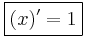 (x)′ = 1